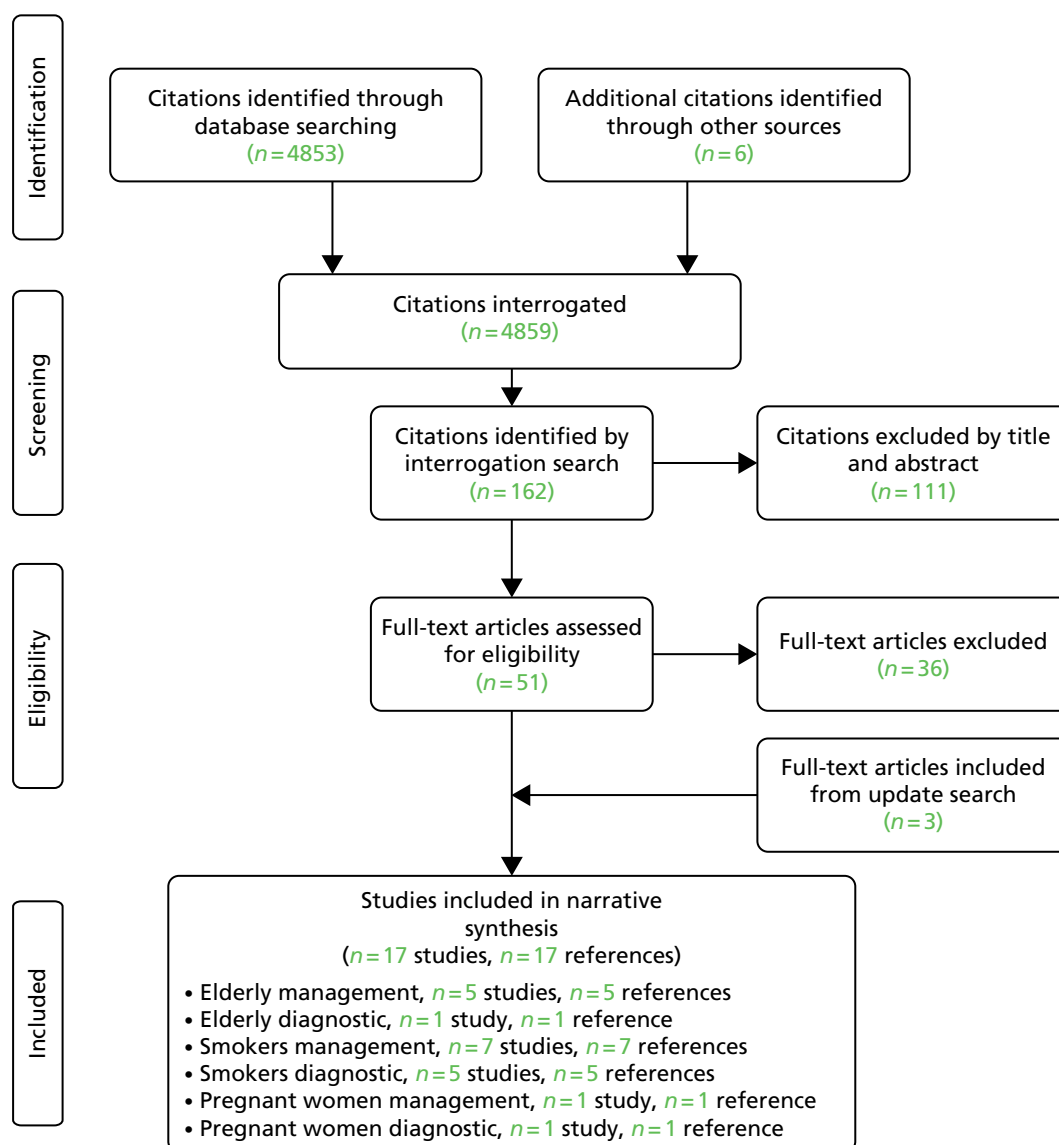 Identification
Citations identified through
database searching
(n=4853)
Additional citations identified
through other sources
(n=6)
Screening
Citations interrogated
(n=4859)
Citations identified by
interrogation search
(n=162)
Citations excluded by title
and abstract
(n=111)
Eligibility
Full-text articles assessed
for eligibility
(n=51)
Full-text articles excluded
(n=36)
Full-text articles included
from update search
(n=3)
Included
Studies included in narrative
synthesis
(n=17 studies, n=17 references)
• Elderly management, n=5 studies, n=5 references
• Elderly diagnostic, n=1 study, n=1 reference
• Smokers management, n=7 studies, n=7 references
• Smokers diagnostic, n=5 studies, n=5 references
• Pregnant women management, n=1 study, n=1 reference
• Pregnant women diagnostic, n=1 study, n=1 reference